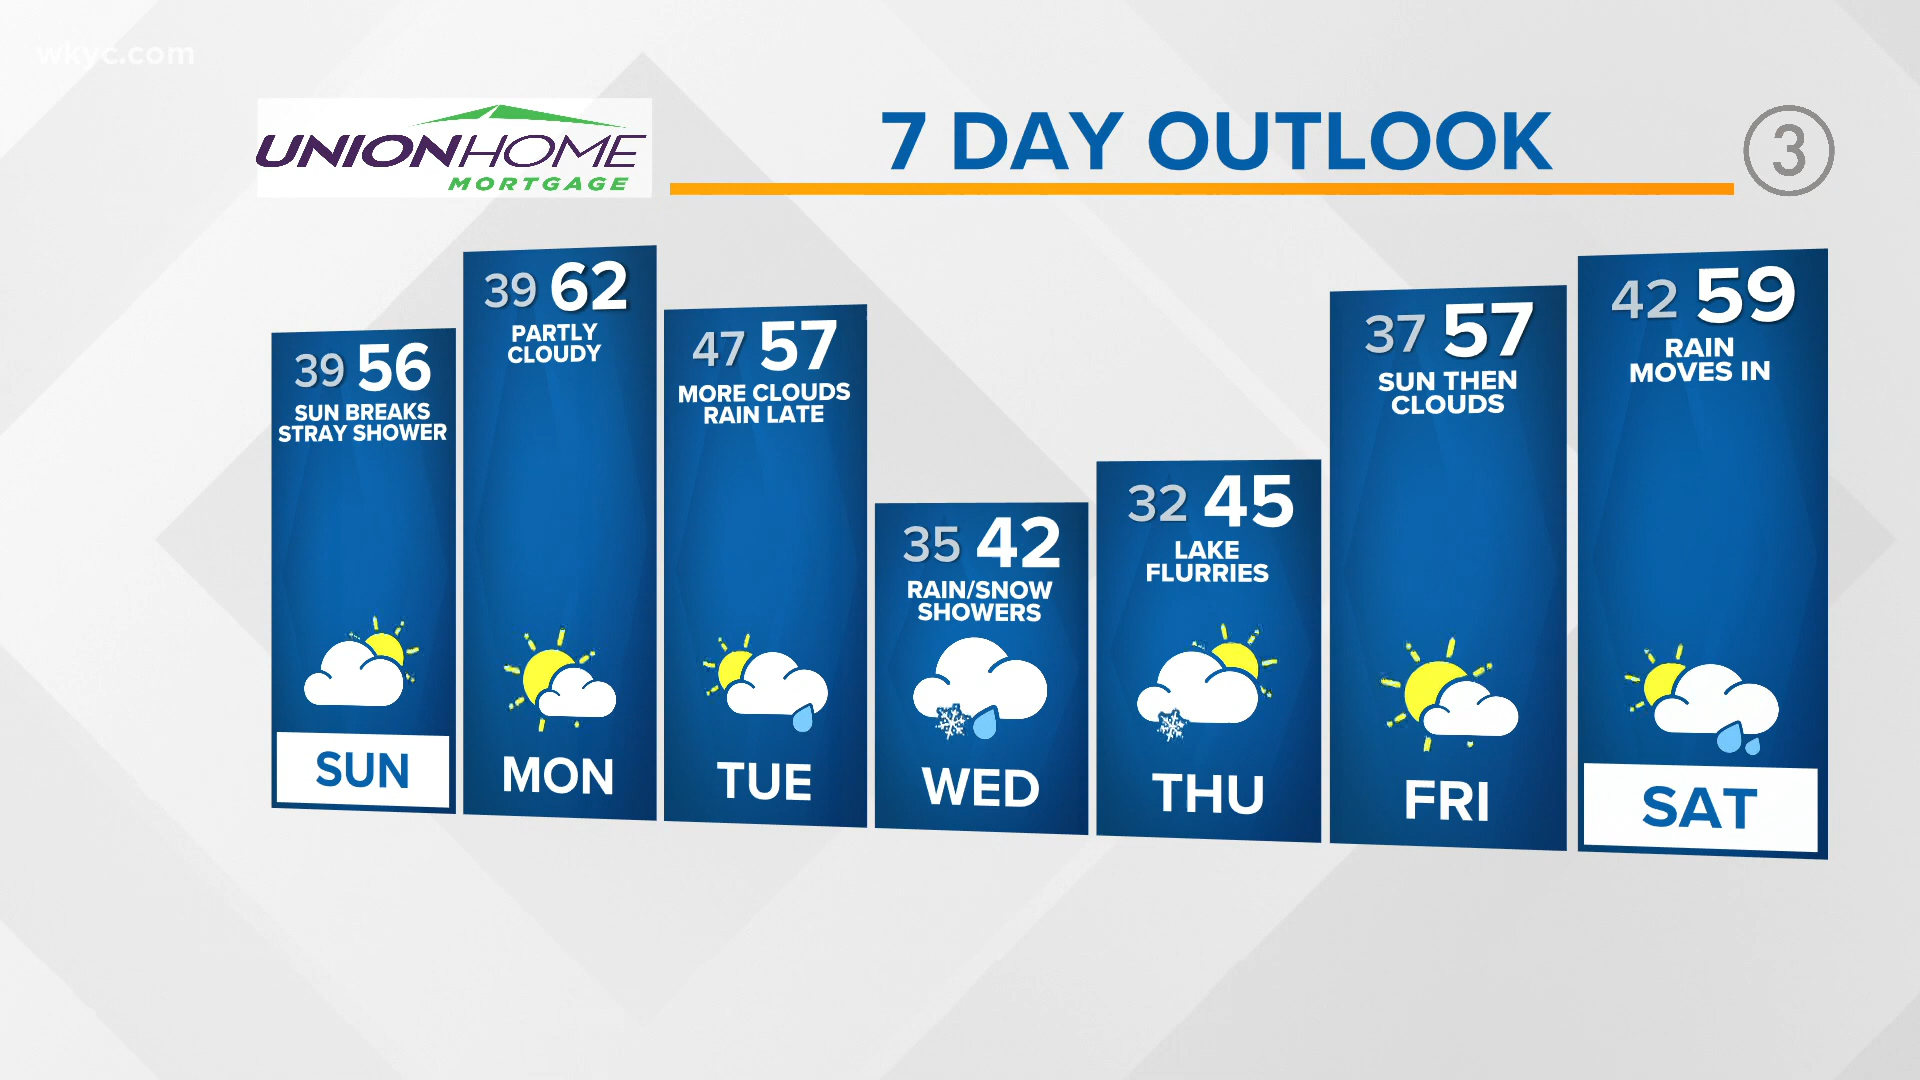 wkyc.com
UNIONHOME
MORTGAGE
7 DAY OUTLOOK
3
39 56
SUN BREAKS
STRAY SHOWER
SUN
39 62
PARTLY
CLOUDY
MON
47 57
MORE CLOUDS
RAIN LATE
TUE
35 42
RAIN/SNOW
SHOWERS
WED
32 45
LAKE
FLURRIES
THU
37 57
SUN THEN
CLOUDS
FRI
42 59
RAIN
MOVES IN
SAT